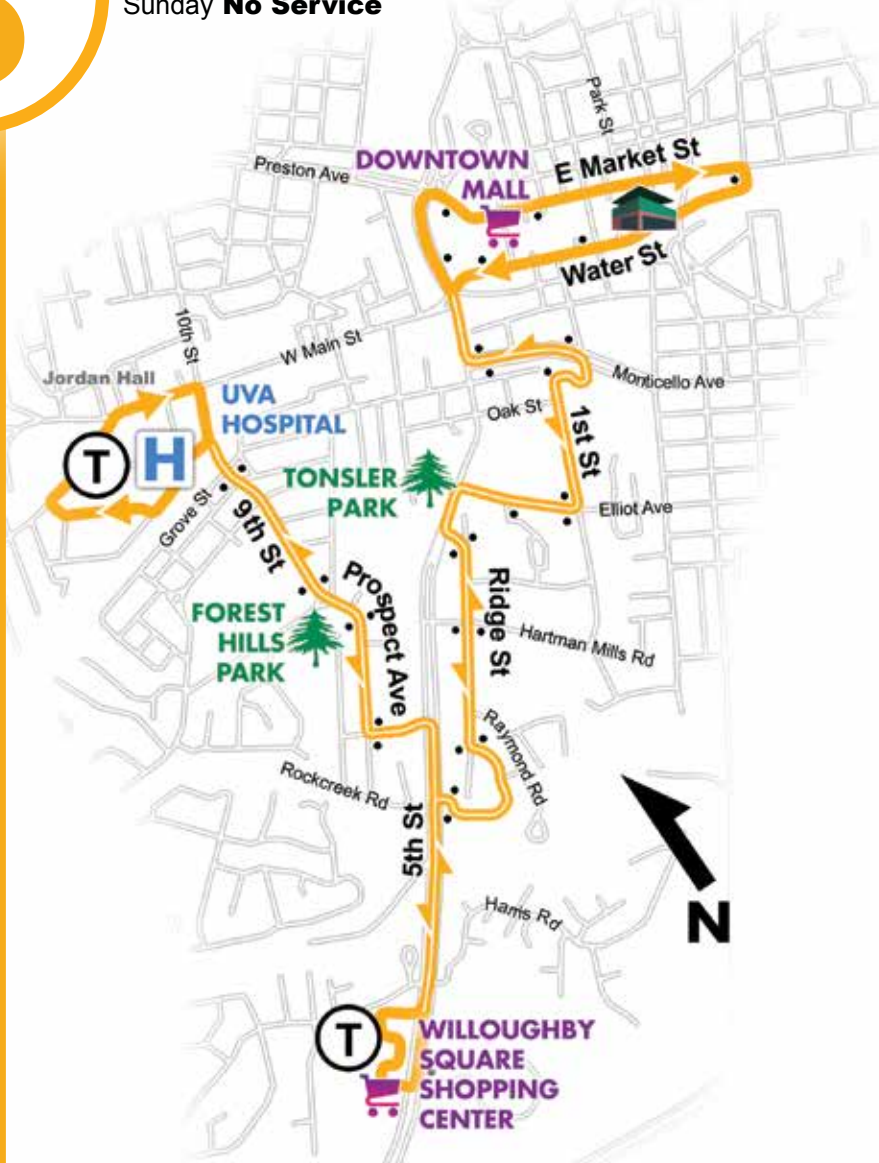 Sunday No Service
Park St
E Market St
DOWNTOWN
MALL
Preston Ave
Water St
10th St
W Main St
Monticello Ave
Jordan Hall
UVA
HOSPITAL
Oak St
1st St
T
H
TONSLER
PARK
Elliot Ave
Grove St
9th St
Prospect Ave
Ridge St
FOREST
HILLS
PARK
Hartman Mills Rd
Raymond Rd
Rockcreek Rd
5th St
Harris Rd
N
T
WILLOUGHBY
SQUARE
SHOPPING
CENTER